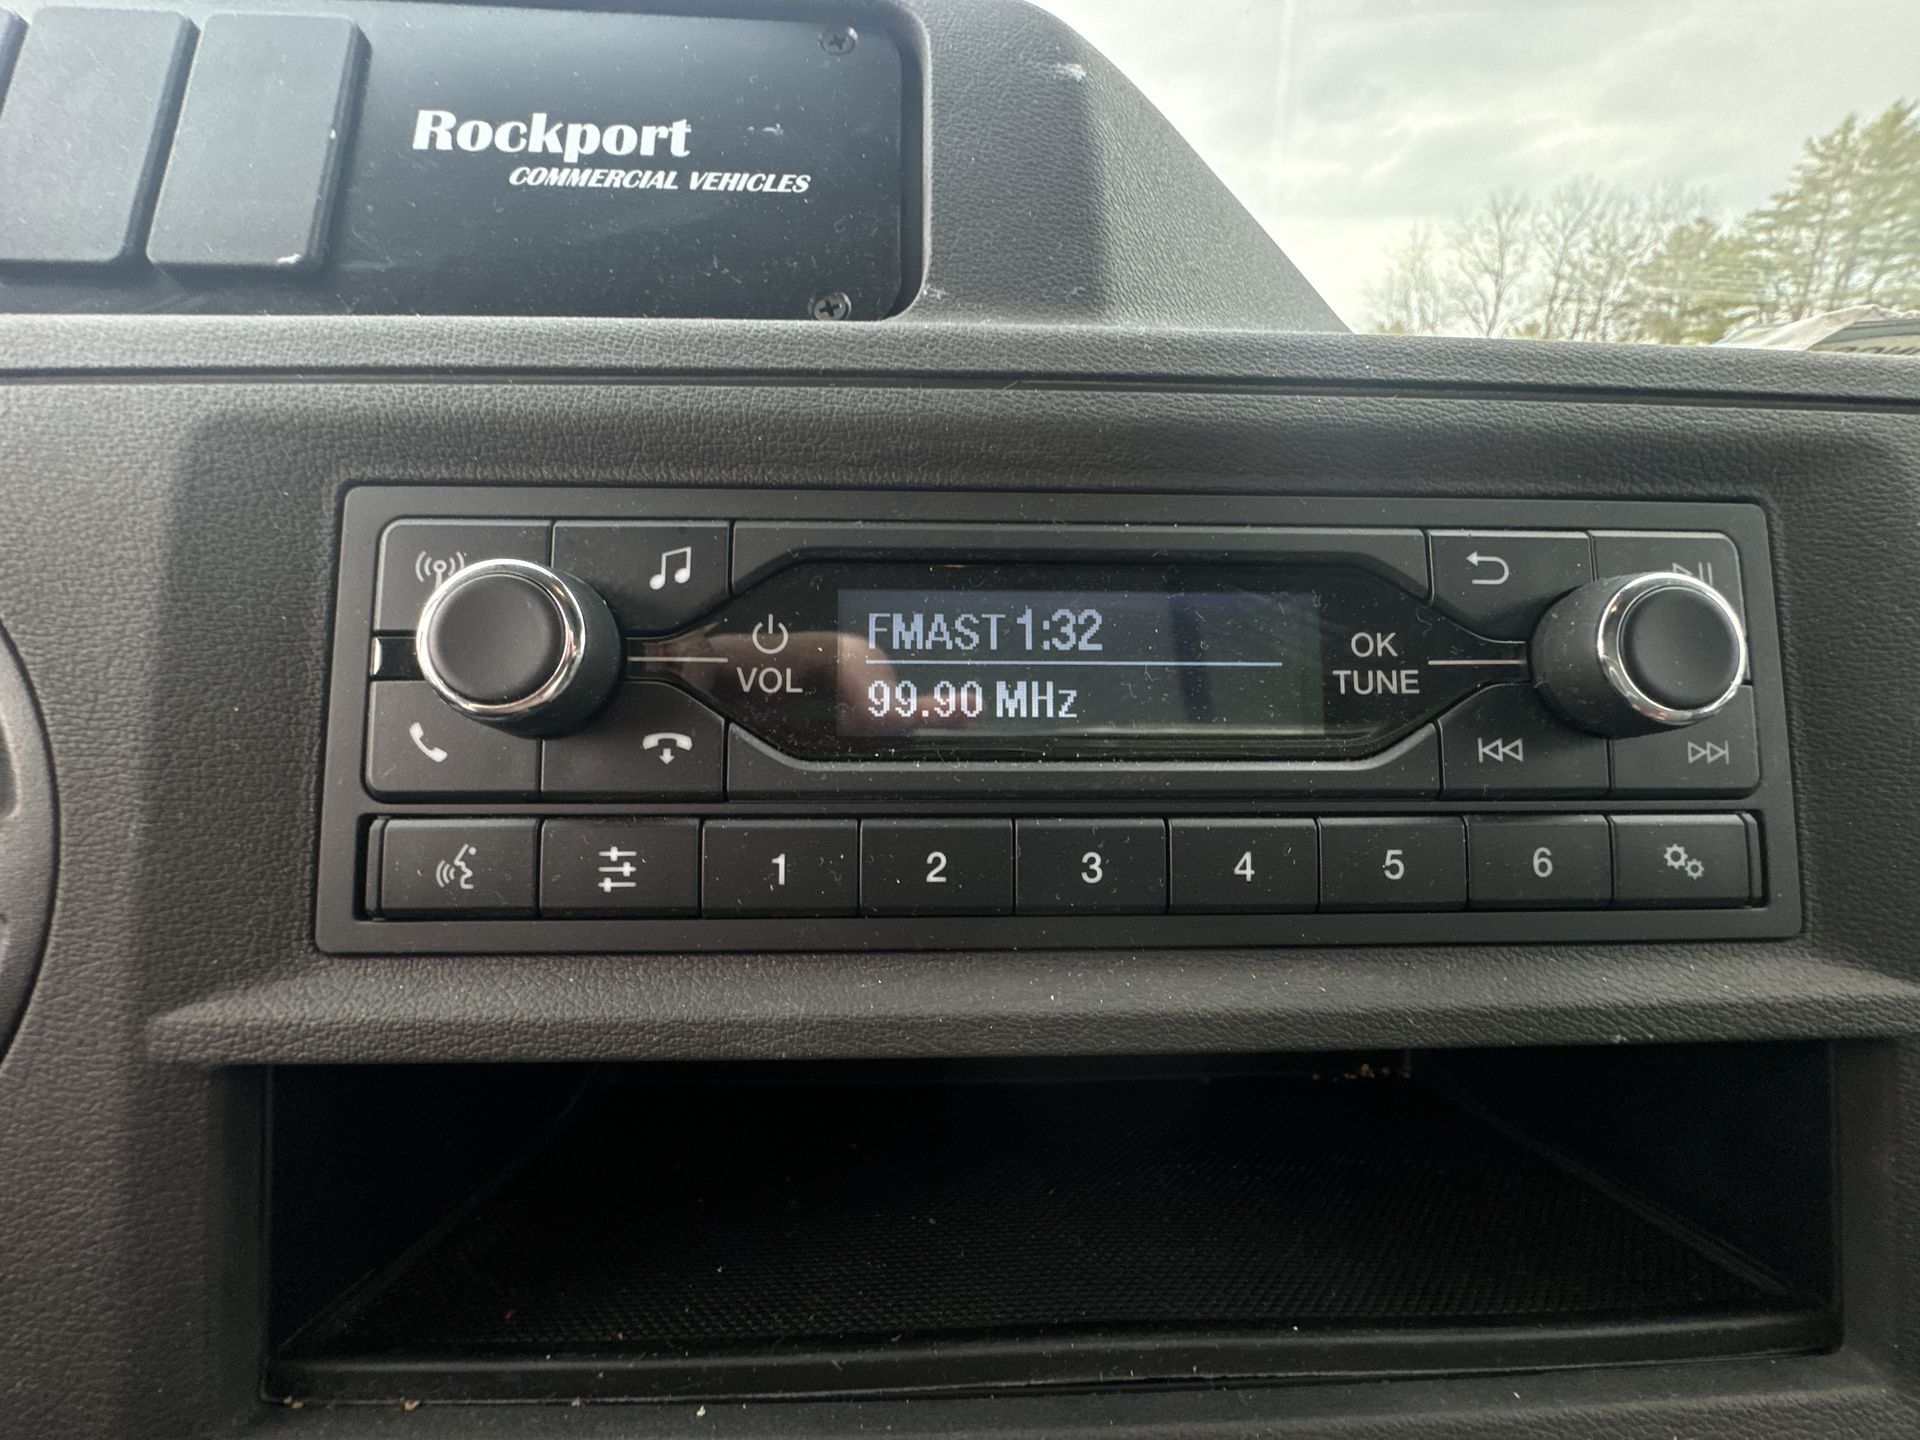 Rockport
COMMERCIAL VEHICLES
FMAST 1:32
99.90 MHz
VOL
OK
TUNE
1 2 3 4 5 6